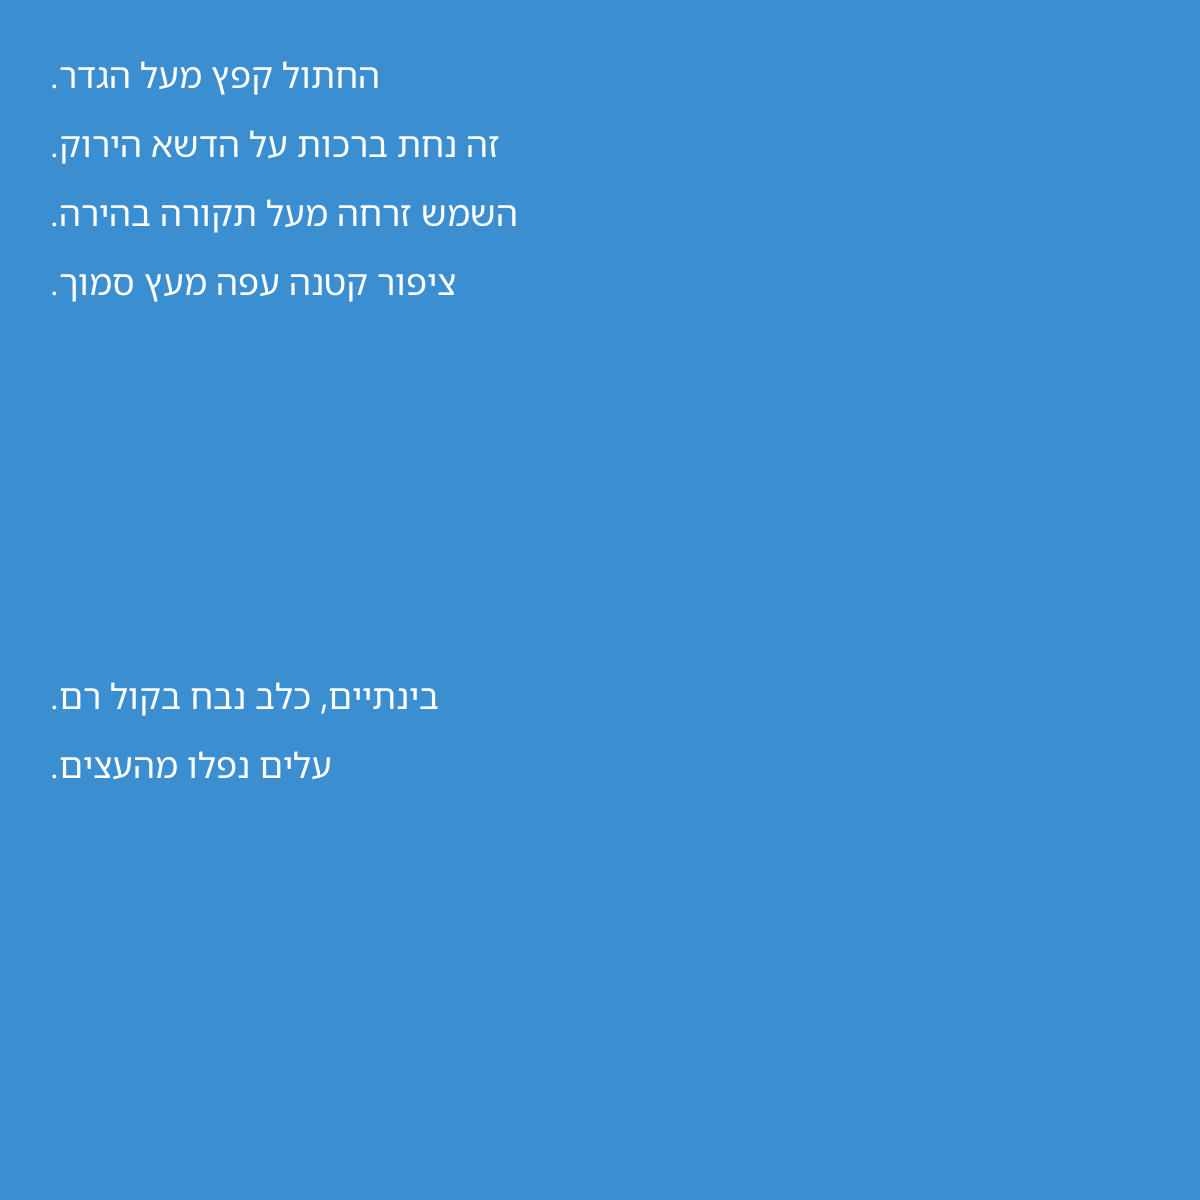 החתול קפץ מעל הגדר.
זה נחת ברכות על הדשא הירוק.
השמש זרחה מעל תקורה בהירה.
ציפור קטנה עפה מעץ סמוך.
בינתיים, כלב נבח בקול רם.
עלים נפלו מהעצים.